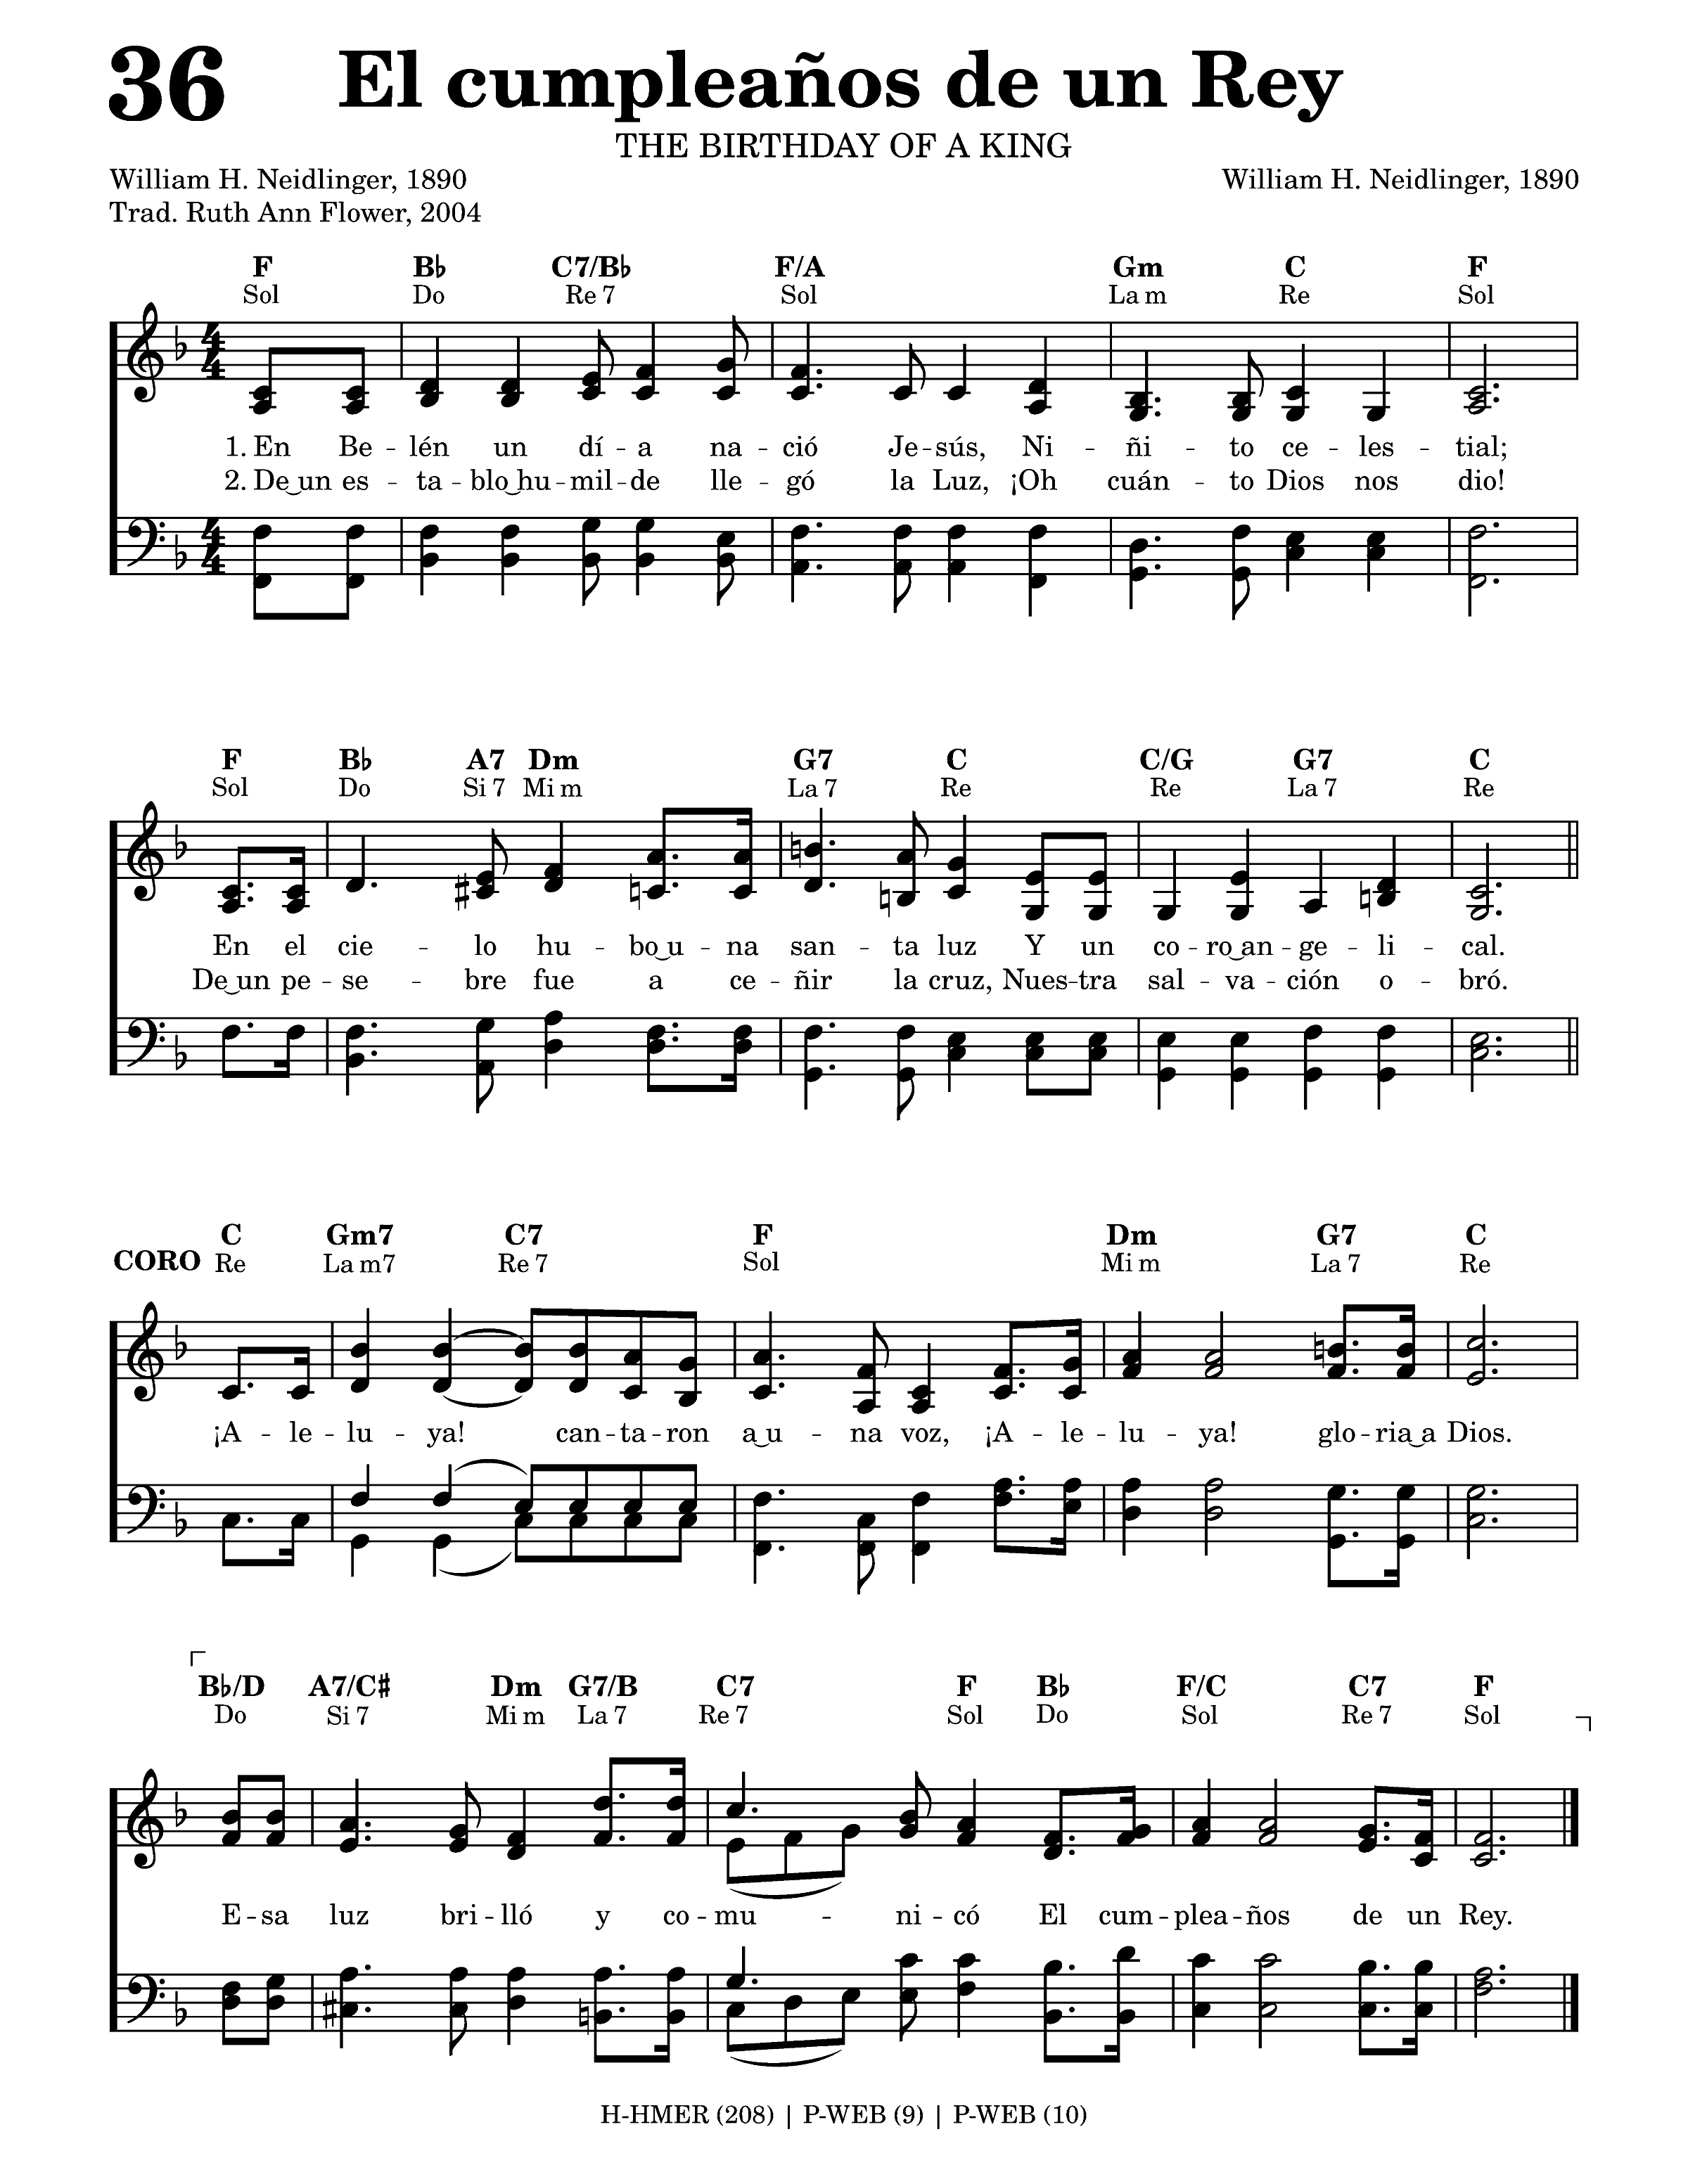 36 El cumpleaños de un Rey
THE BIRTHDAY OF A KING
William H. Neidlinger, 1890 William H. Neidlinger, 1890
Trad. Ruth Ann Flower, 2004
F B♭ C7/B♭ F/A Gm C F
Sol Do Re 7 Sol La m Re Sol
1. En Be – lén un dí – a na – ció Je – sús, Ni – ñi – to ce – les – tial;
2. De‿un es – ta – blo‿hu – mil – de lle – gó la Luz, ¡Oh cuán – to Dios nos dio!
F B♭ A7 Dm G7 C C/G G7 C
Sol Do Si 7 Mi m La 7 Re Re La 7 Re
En el cie – lo hu – bo‿u – na san – ta luz Y un co – ro‿an – ge – li – cal.
De‿un pe – se – bre fue a ce – ñir la cruz, Nues – tra sal – va – ción o – bró.
C Gm7 C7 F Dm G7 C
CORO Re La m7 Re 7 Sol Mi m La 7 Re
¡A – le – lu – ya! can – ta – ron a‿u – na voz, ¡A – le – lu – ya! glo – ria‿a Dios.
B♭/D A7/C♯ Dm G7/B C7 F B♭ F/C C7 F
Do Si 7 Mi m La 7 Re 7 Sol Do Sol Re 7 Sol
E – sa luz bri – lló y co – mu – ni – có El cum – plea – ños de un Rey.
H-HMER (208) | P-WEB (9) | P-WEB (10)